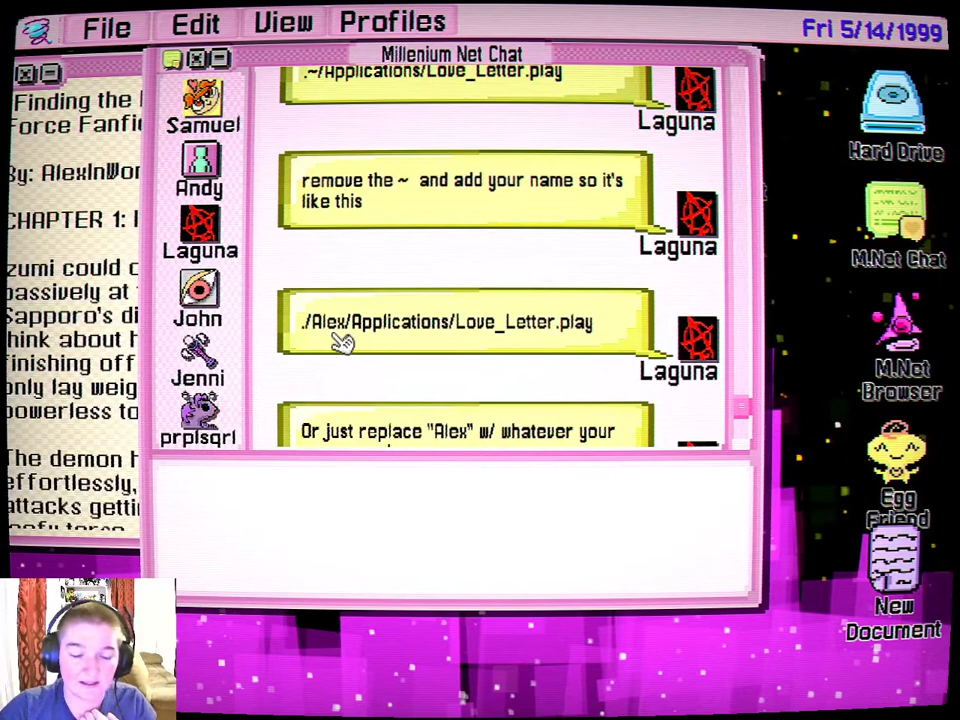 File Edit View Profiles
Fri 5/14/1999
Millenium Net Chat
Finding the
Force Fanfic
By: AlexInWor
CHAPTER 1:
Izumi could
passively at
Sapporo's di
think about h
finishing off
only lay weig
powerless to
The demon h
effortlessly,
attacks getti
Samuel
Andy
Laguna
John
Jenni
prplsqrl
.~/Applications/Love_Letter.play
Laguna
remove the ~ and add your name so it's
like this
Laguna
./Alex/Applications/Love_Letter.play
Laguna
Or just replace "Alex" w/ whatever your
Hard Drive
M.Net Chat
M.Net
Browser
Egg
Friend
New
Document